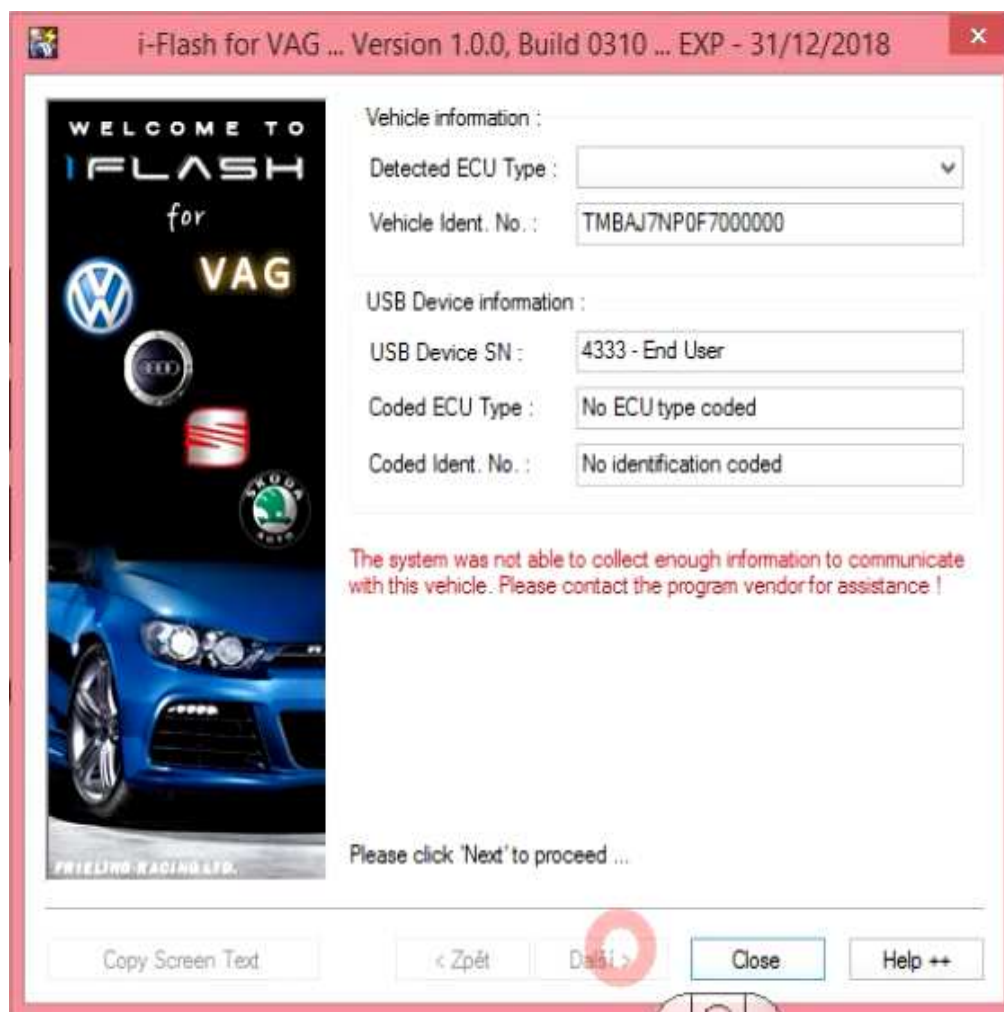 i-Flash for VAG ... Version 1.0.0, Build 0310 ... EXP - 31/12/2018
WELCOME TO
iFLASH
for
VAG
SKODA
AUTO
FRIELING RACING LTD.
Vehicle information :
Detected ECU Type :
Vehicle Ident. No. : TMBAJ7NP0F7000000
USB Device information :
USB Device SN : 4333 - End User
Coded ECU Type : No ECU type coded
Coded Ident. No. : No identification coded
The system was not able to collect enough information to communicate
with this vehicle. Please contact the program vendor for assistance !
Please click 'Next' to proceed ...
Copy Screen Text < Zpět Další > Close Help ++